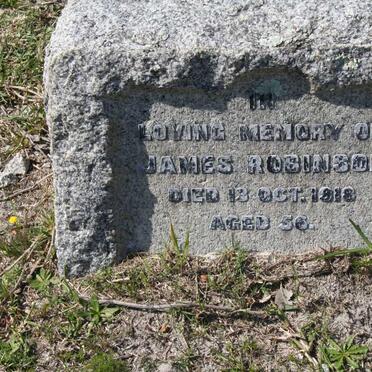 IN
LOVING MEMORY O
JAMES ROBINSO
DIED 13 OCT. 1918
AGED 56.